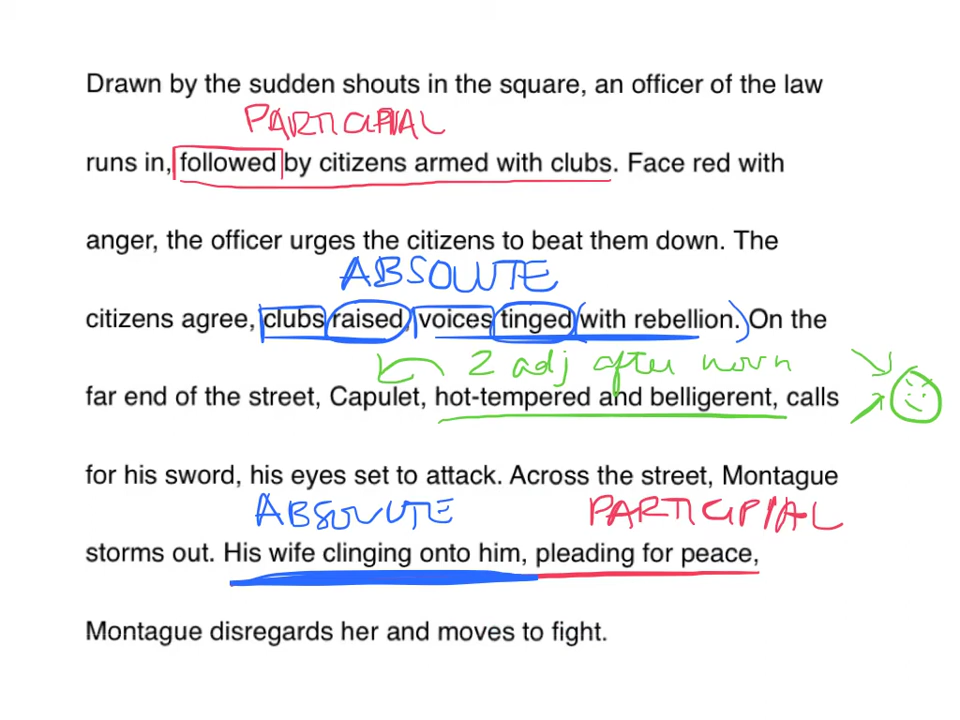 Drawn by the sudden shouts in the square, an officer of the law
PARTICIPIAL
runs in, followed by citizens armed with clubs. Face red with
anger, the officer urges the citizens to beat them down. The
ABSOLUTE
citizens agree, clubs raised, voices tinged with rebellion. On the
2 adj after noun
far end of the street, Capulet, hot-tempered and belligerent, calls
for his sword, his eyes set to attack. Across the street, Montague
ABSOLUTE PARTICIPIAL
storms out. His wife clinging onto him, pleading for peace,
Montague disregards her and moves to fight.